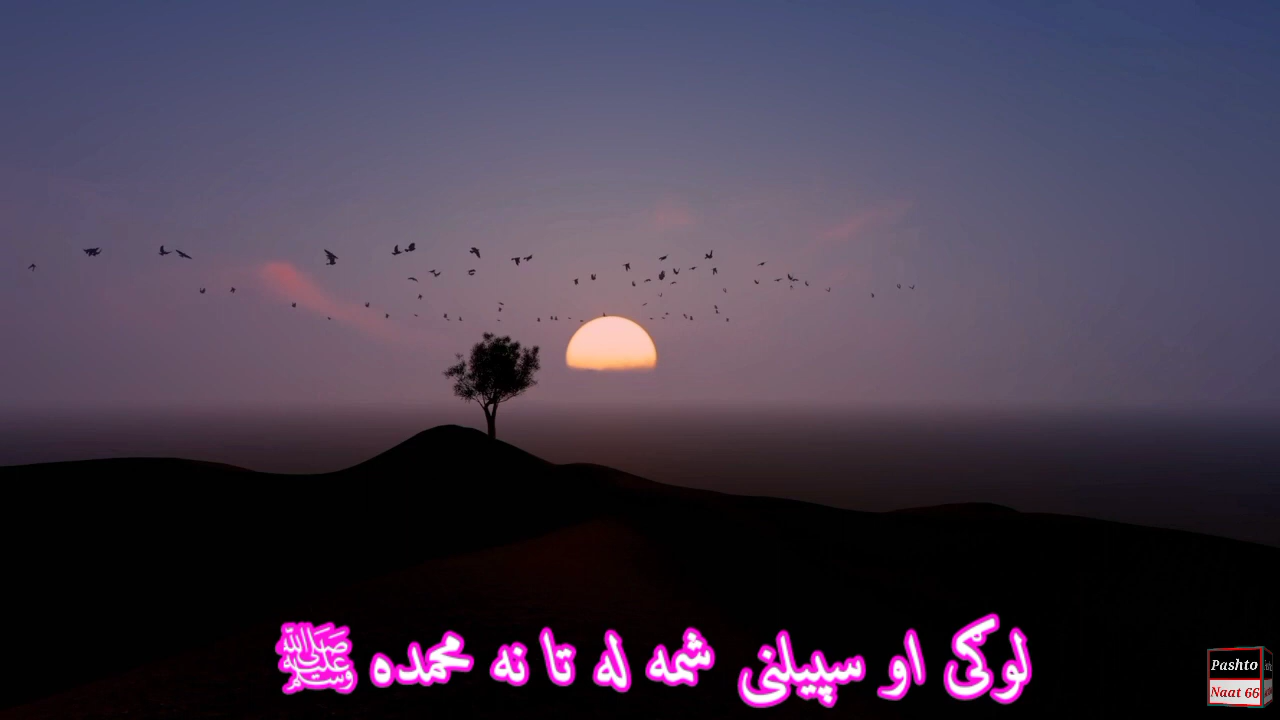 لوګی او سپیلنی شمه له تا نه محمده ﷺ
Pashto
Naat 66